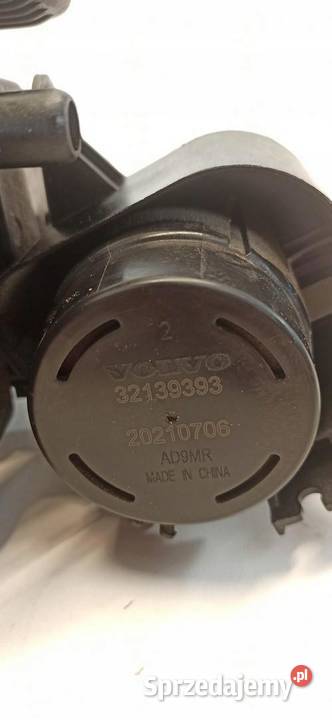 2
VOLVO
32139393
20210706
AD9MR
MADE IN CHINA
Sprzedajemy.pl